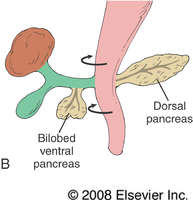 Dorsal
pancreas
Bilobed
ventral
pancreas
B
© 2008 Elsevier Inc.